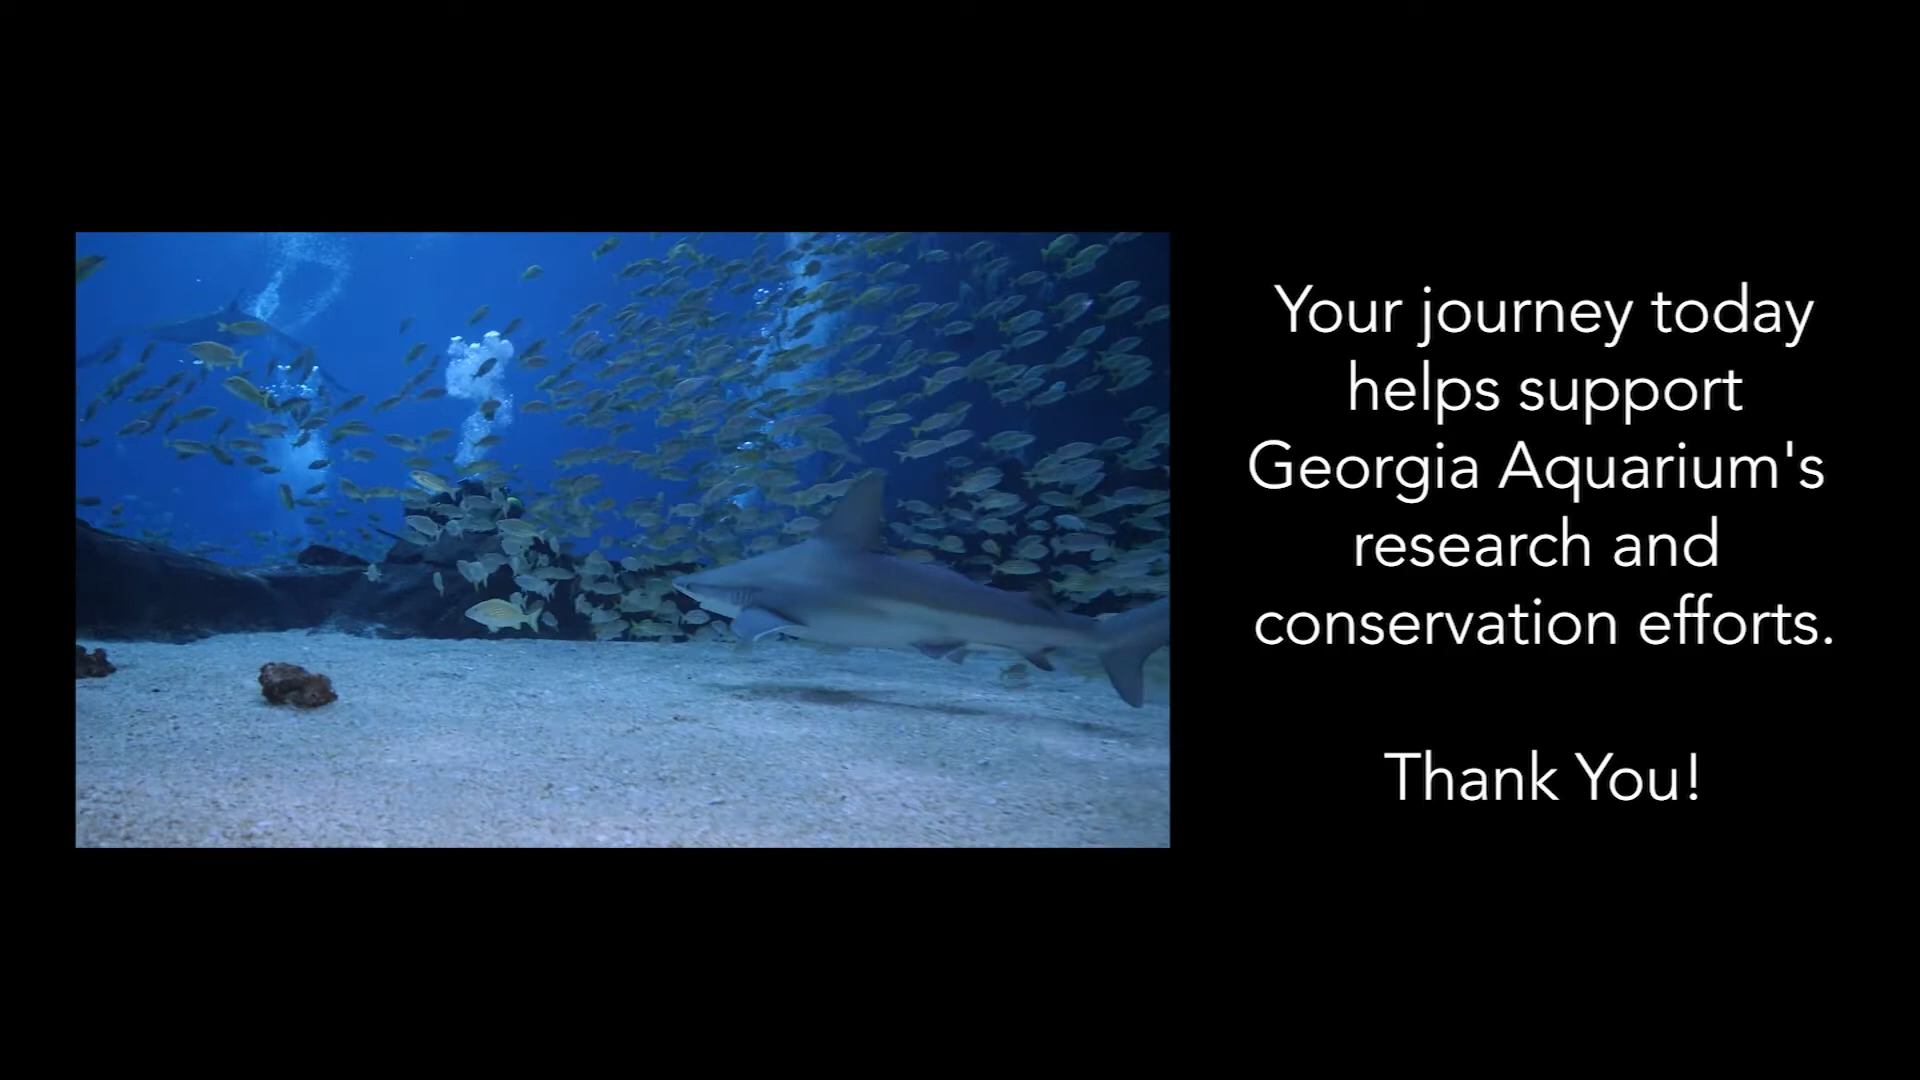 Your journey today
helps support
Georgia Aquarium's
research and
conservation efforts.
Thank You!